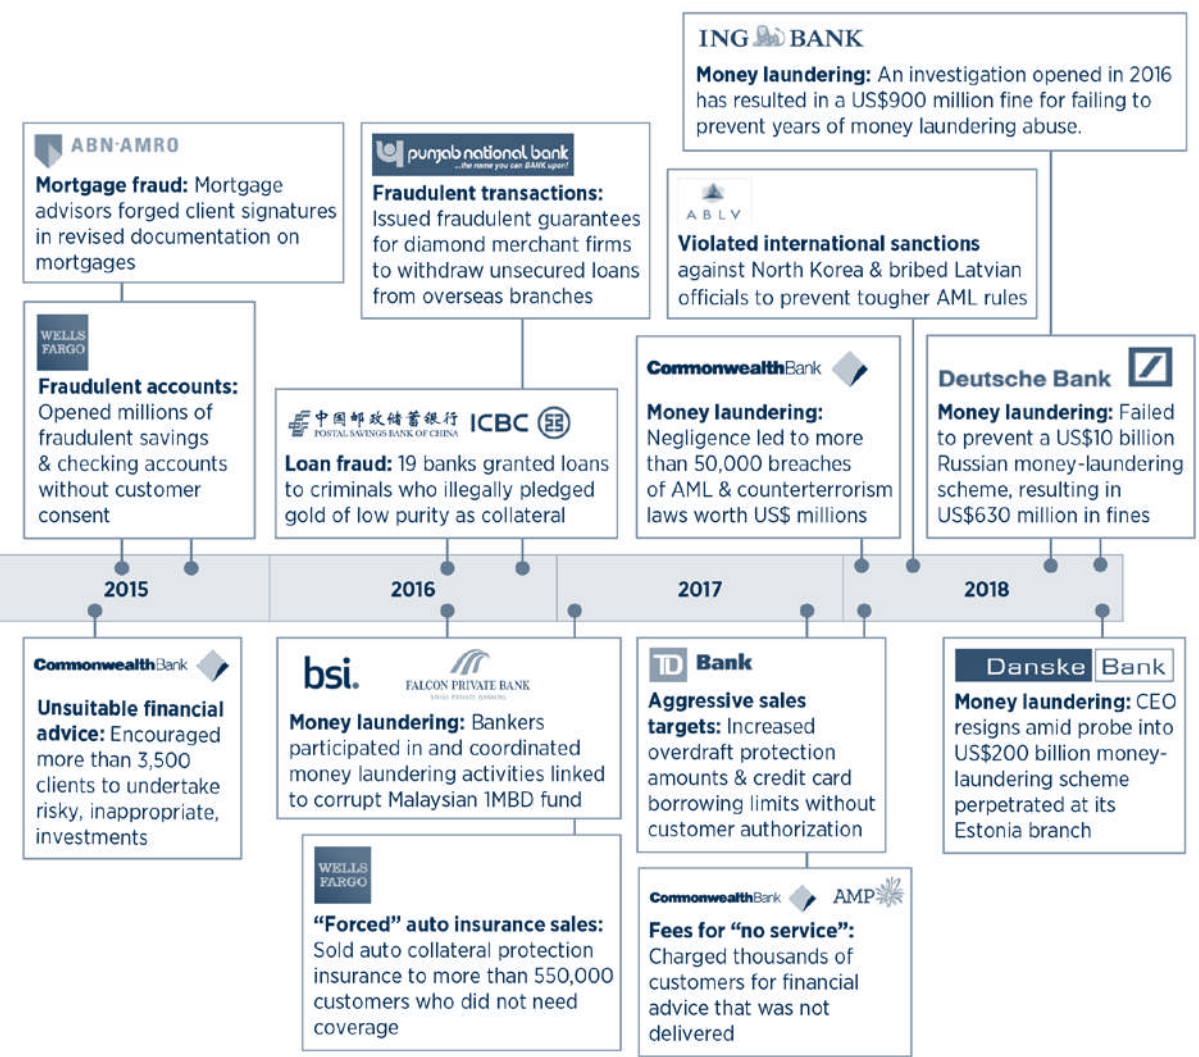 ING BANK
Money laundering: An investigation opened in 2016
has resulted in a US$900 million fine for failing to
prevent years of money laundering abuse.
ABN·AMRO
Mortgage fraud: Mortgage
advisors forged client signatures
in revised documentation on
mortgages
punjab national bank
...the name you can BANK upon!
Fraudulent transactions:
Issued fraudulent guarantees
for diamond merchant firms
to withdraw unsecured loans
from overseas branches
ABLV
Violated international sanctions
against North Korea & bribed Latvian
officials to prevent tougher AML rules
WELLS
FARGO
Fraudulent accounts:
Opened millions of
fraudulent savings
& checking accounts
without customer
consent
中国邮政储蓄银行 ICBC
POSTAL SAVINGS BANK OF CHINA
Loan fraud: 19 banks granted loans
to criminals who illegally pledged
gold of low purity as collateral
CommonwealthBank
Money laundering:
Negligence led to more
than 50,000 breaches
of AML & counterterrorism
laws worth US$ millions
Deutsche Bank
Money laundering: Failed
to prevent a US$10 billion
Russian money-laundering
scheme, resulting in
US$630 million in fines
2015 2016 2017 2018
CommonwealthBank
Unsuitable financial
advice: Encouraged
more than 3,500
clients to undertake
risky, inappropriate,
investments
bsi. FALCON PRIVATE BANK
Money laundering: Bankers
participated in and coordinated
money laundering activities linked
to corrupt Malaysian 1MBD fund
WELLS
FARGO
“Forced” auto insurance sales:
Sold auto collateral protection
insurance to more than 550,000
customers who did not need
coverage
TD Bank
Aggressive sales
targets: Increased
overdraft protection
amounts & credit card
borrowing limits without
customer authorization
CommonwealthBank AMP
Fees for “no service”:
Charged thousands of
customers for financial
advice that was not
delivered
Danske Bank
Money laundering: CEO
resigns amid probe into
US$200 billion money-
laundering scheme
perpetrated at its
Estonia branch